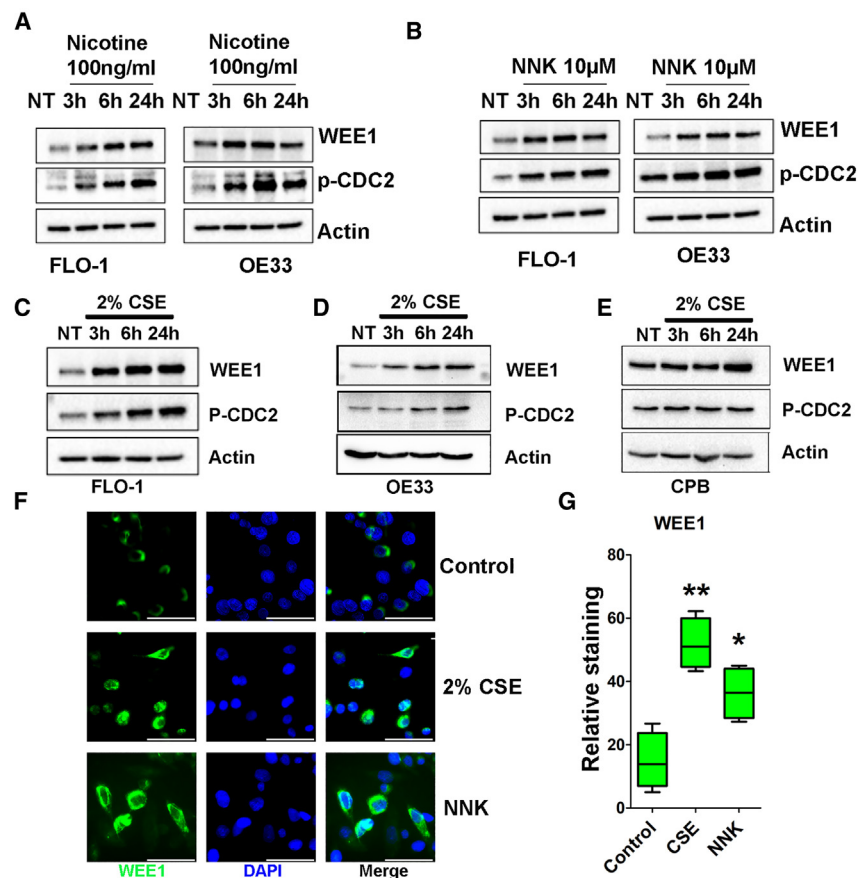 A
Nicotine
100ng/ml
NT 3h 6h 24h
Nicotine
100ng/ml
NT 3h 6h 24h
WEE1
p-CDC2
Actin
FLO-1
OE33
B
NNK 10µM
NT 3h 6h 24h
NNK 10µM
NT 3h 6h 24h
WEE1
p-CDC2
Actin
FLO-1
OE33
C
2% CSE
NT 3h 6h 24h
WEE1
P-CDC2
Actin
FLO-1
D
2% CSE
NT 3h 6h 24h
WEE1
P-CDC2
Actin
OE33
E
2% CSE
NT 3h 6h 24h
WEE1
P-CDC2
Actin
CPB
F
Control
2% CSE
NNK
WEE1 DAPI Merge
G
WEE1
Relative staining
80
60
40
20
0
**
*
Control
CSE
NNK